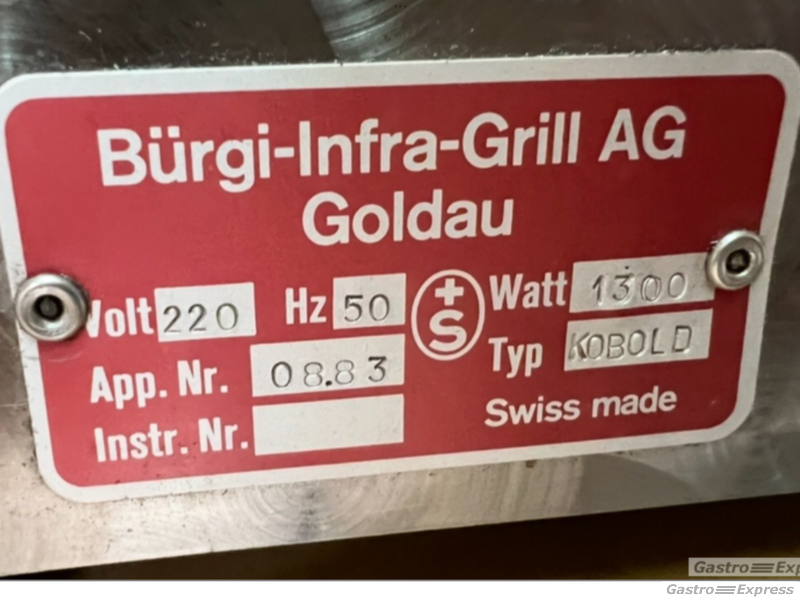 Bürgi-Infra-Grill AG
Goldau
Volt 220 Hz 50 +S Watt 1300
App. Nr. 08.83 Typ KOBOLD
Instr. Nr. Swiss made
Gastro Exp
Gastro Express